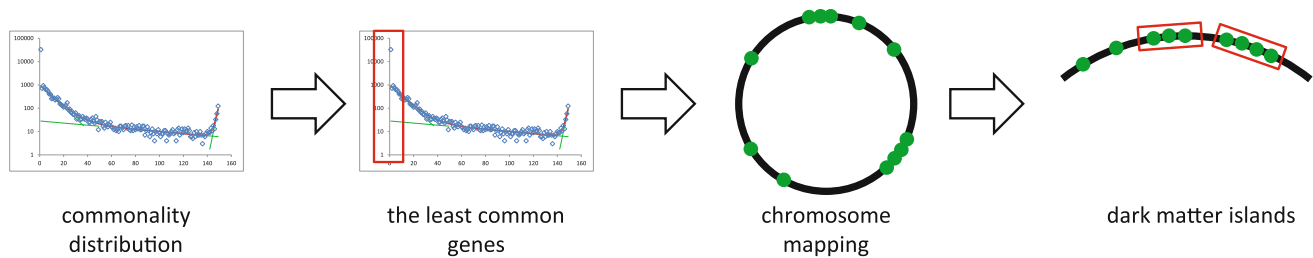 100000
10000
1000
100
10
1
0 20 40 60 80 100 120 140 160
100000
10000
1000
100
10
1
0 20 40 60 80 100 120 140 160
commonality
distribution
the least common
genes
chromosome
mapping
dark matter islands